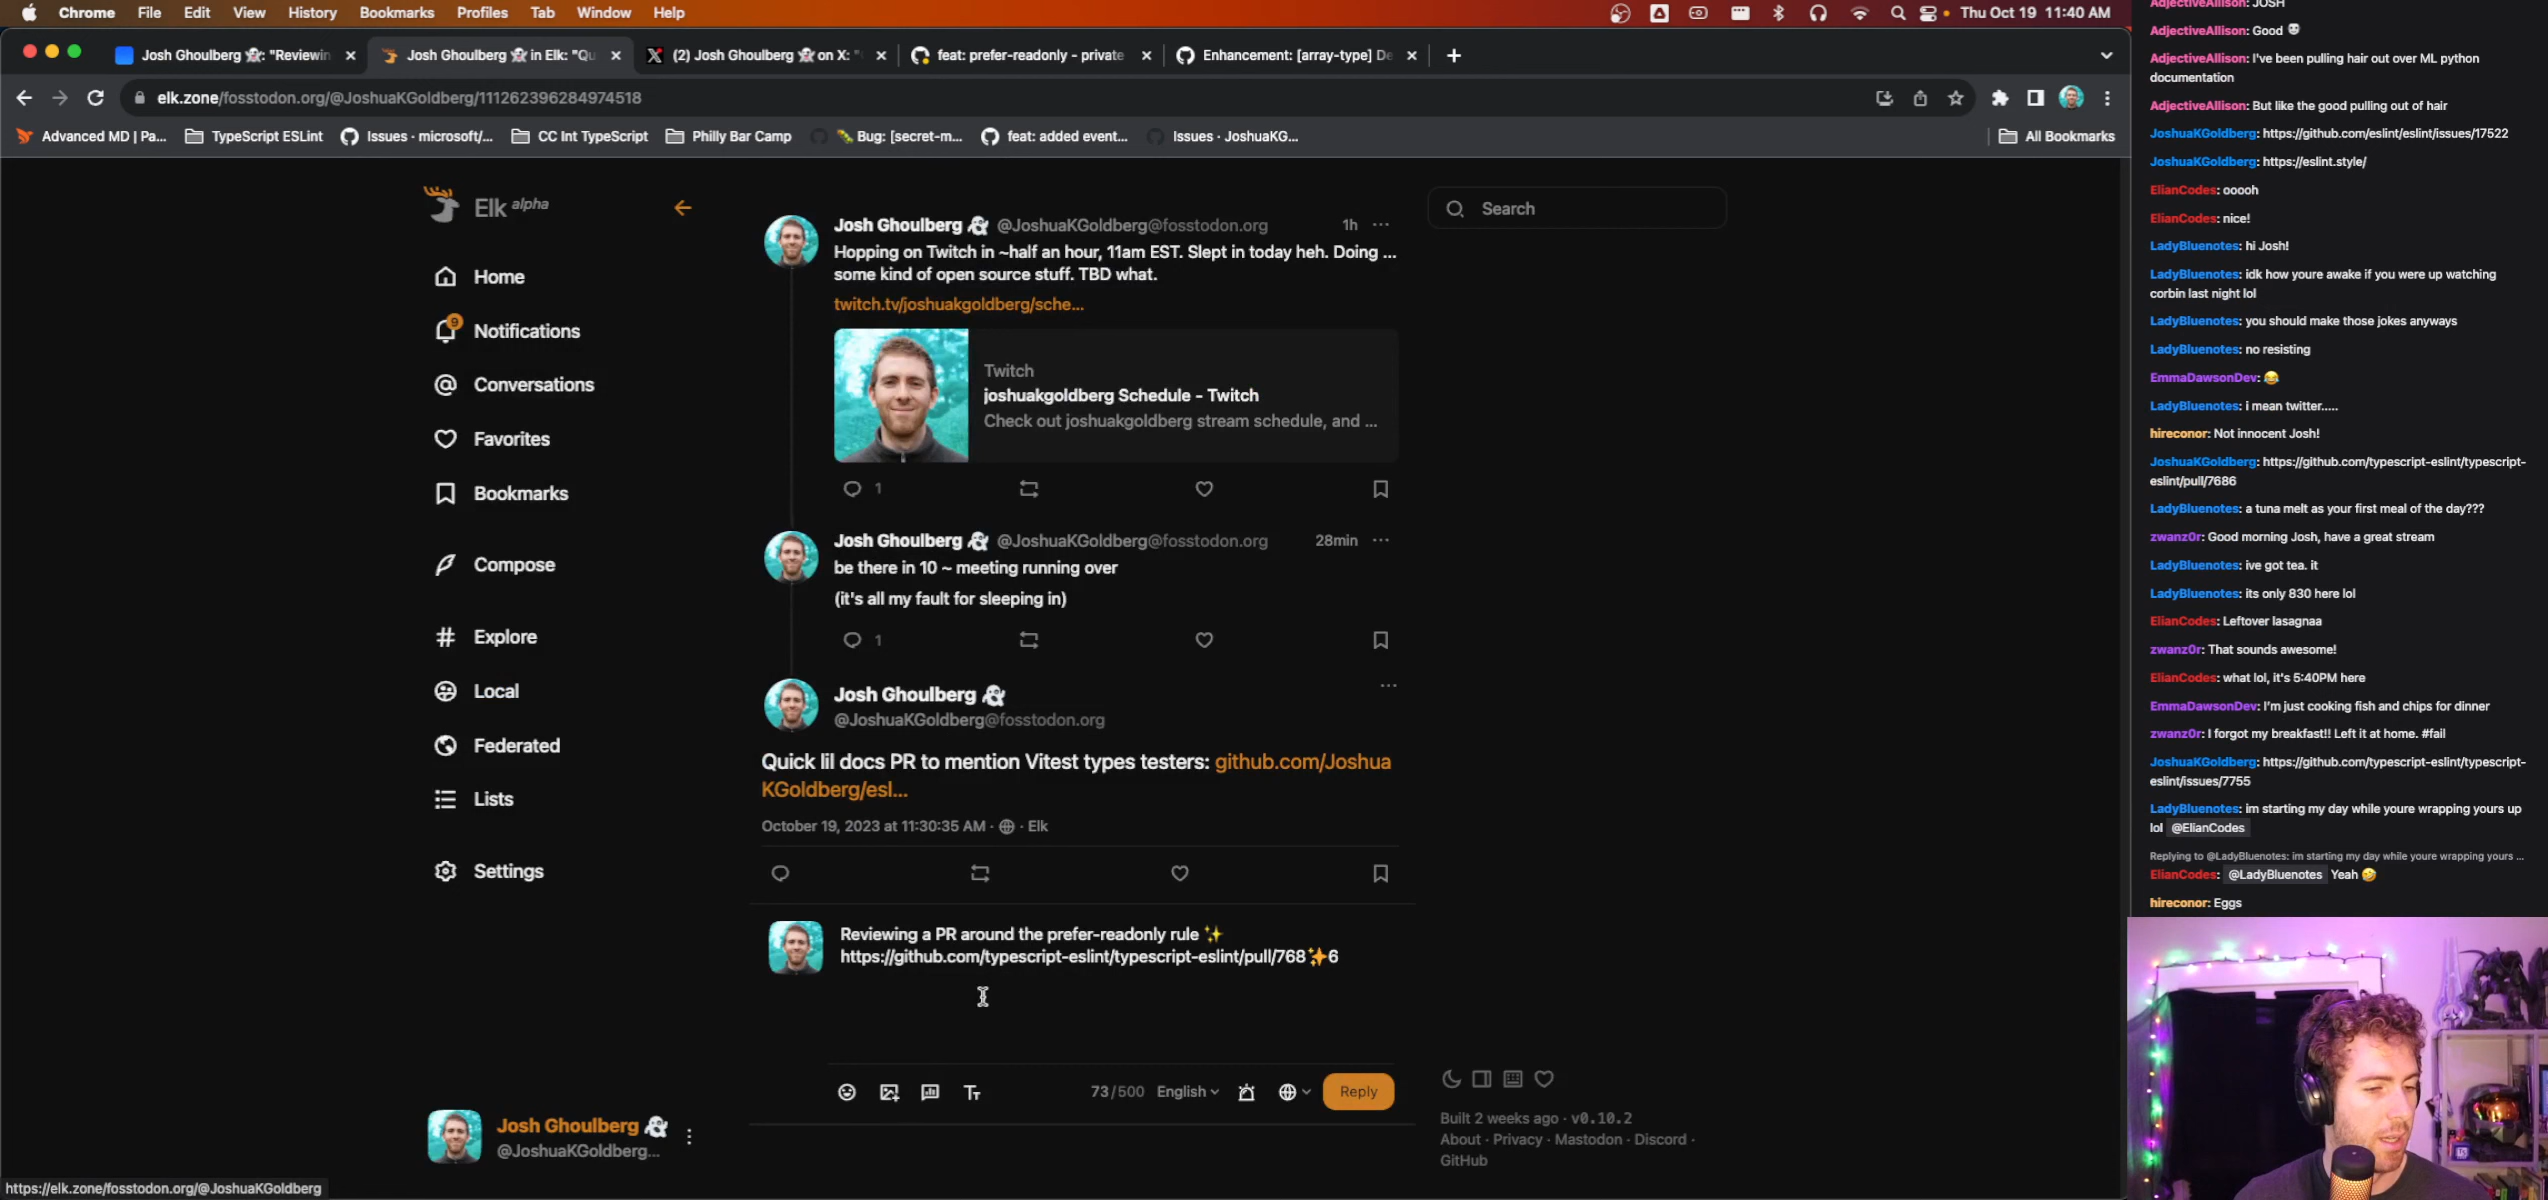 Chrome File Edit View History Bookmarks Profiles Tab Window Help
Thu Oct 19 11:40 AM
Josh Ghoulberg 👻: "Reviewin
Josh Ghoulberg 👻 in Elk: "Qu
(2) Josh Ghoulberg 👻 on X: "
feat: prefer-readonly - private
Enhancement: [array-type] De
elk.zone/fosstodon.org/@JoshuaKGoldberg/111262396284974518
Advanced MD | Pa...
TypeScript ESLint
Issues · microsoft/...
CC Int TypeScript
Philly Bar Camp
🐛 Bug: [secret-m...
feat: added event...
Issues · JoshuaKG...
All Bookmarks
Elk alpha
Home
9
Notifications
Conversations
Favorites
Bookmarks
Compose
Explore
Local
Federated
Lists
Settings
Josh Ghoulberg 👻
@JoshuaKGoldberg...
https://elk.zone/fosstodon.org/@JoshuaKGoldberg
Josh Ghoulberg 👻 @JoshuaKGoldberg@fosstodon.org 1h
Hopping on Twitch in ~half an hour, 11am EST. Slept in today heh. Doing ...
some kind of open source stuff. TBD what.
twitch.tv/joshuakgoldberg/sche...
Twitch
joshuakgoldberg Schedule - Twitch
Check out joshuakgoldberg stream schedule, and ...
1
Josh Ghoulberg 👻 @JoshuaKGoldberg@fosstodon.org 28min
be there in 10 ~ meeting running over
(it's all my fault for sleeping in)
1
Josh Ghoulberg 👻
@JoshuaKGoldberg@fosstodon.org
Quick lil docs PR to mention Vitest types testers: github.com/Joshua
KGoldberg/esl...
October 19, 2023 at 11:30:35 AM · Elk
Reviewing a PR around the prefer-readonly rule ✨
https://github.com/typescript-eslint/typescript-eslint/pull/768✨6
73/500 English
Reply
Search
Built 2 weeks ago · v0.10.2
About · Privacy · Mastodon · Discord ·
GitHub
AdjectiveAllison: JOSH
AdjectiveAllison: Good 💀
AdjectiveAllison: I've been pulling hair out over ML python
documentation
AdjectiveAllison: But like the good pulling out of hair
JoshuaKGoldberg: https://github.com/eslint/eslint/issues/17522
JoshuaKGoldberg: https://eslint.style/
ElianCodes: ooooh
ElianCodes: nice!
LadyBluenotes: hi Josh!
LadyBluenotes: idk how youre awake if you were up watching
corbin last night lol
LadyBluenotes: you should make those jokes anyways
LadyBluenotes: no resisting
EmmaDawsonDev: 😂
LadyBluenotes: i mean twitter.....
hireconor: Not innocent Josh!
JoshuaKGoldberg: https://github.com/typescript-eslint/typescript-
eslint/pull/7686
LadyBluenotes: a tuna melt as your first meal of the day???
zwanz0r: Good morning Josh, have a great stream
LadyBluenotes: ive got tea. it
LadyBluenotes: its only 830 here lol
ElianCodes: Leftover lasagnaa
zwanz0r: That sounds awesome!
ElianCodes: what lol, it's 5:40PM here
EmmaDawsonDev: I'm just cooking fish and chips for dinner
zwanz0r: I forgot my breakfast!! Left it at home. #fail
JoshuaKGoldberg: https://github.com/typescript-eslint/typescript-
eslint/issues/7755
LadyBluenotes: im starting my day while youre wrapping yours up
lol @ElianCodes
Replying to @LadyBluenotes: im starting my day while youre wrapping yours ...
ElianCodes: @LadyBluenotes Yeah 🤣
hireconor: Eggs